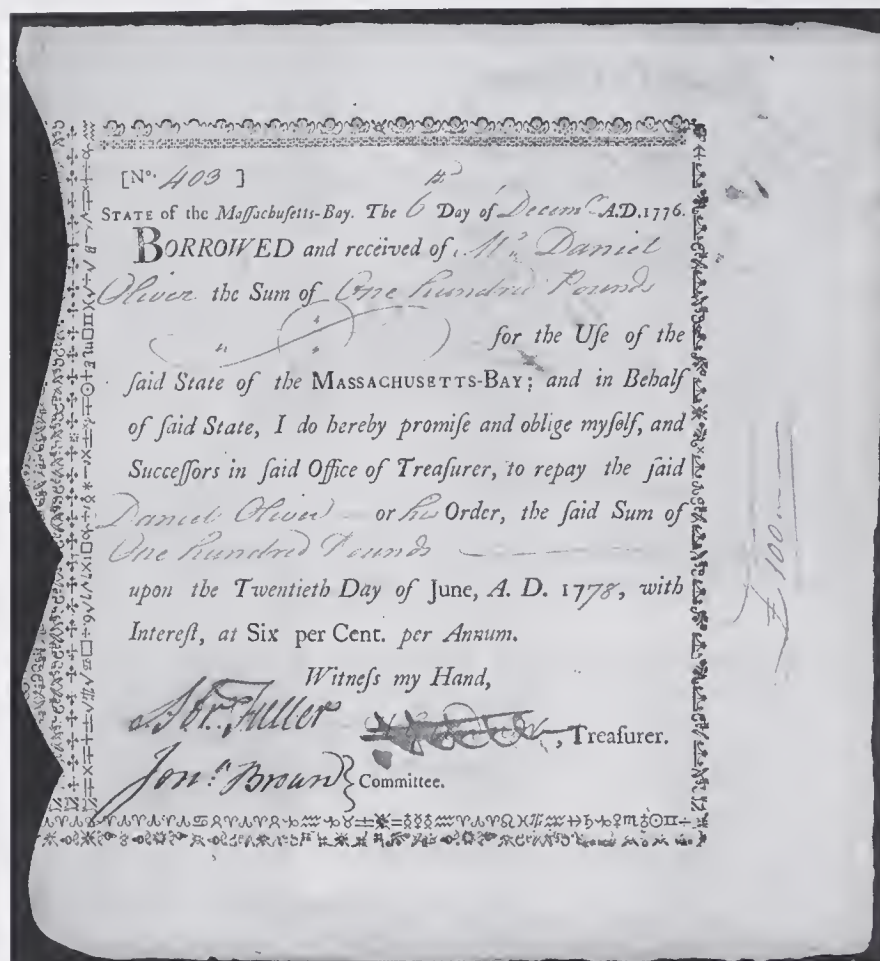 [No. 403 ]
STATE of the Maſſachuſetts-Bay. The 6th Day of Decemr A.D. 1776.
BORROWED and received of Mr Daniel
Oliver the Sum of One hundred Pounds
for the Uſe of the
ſaid State of the MASSACHUSETTS-BAY; and in Behalf
of ſaid State, I do hereby promiſe and oblige myſelf, and
Succeſſors in ſaid Office of Treaſurer, to repay the ſaid
Daniel Oliver or his Order, the ſaid Sum of
One hundred Pounds
upon the Twentieth Day of June, A. D. 1778, with
Intereſt, at Six per Cent. per Annum.
Witneſs my Hand,
Fuller
, Treaſurer.
Jona. Brown } Committee.
£ 100